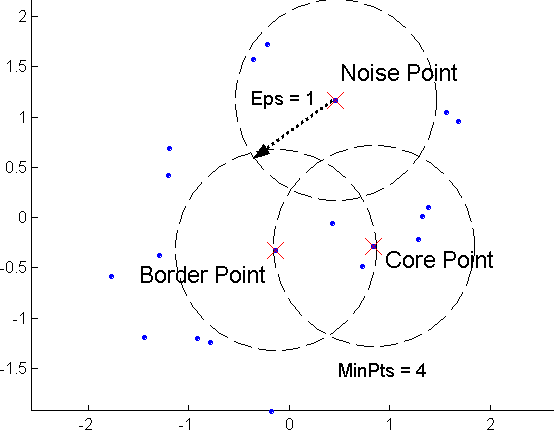 2
1.5
Noise Point
Eps = 1
1
0.5
0
Core Point
Border Point
-0.5
-1
MinPts = 4
-1.5
-2
-1
0
1
2